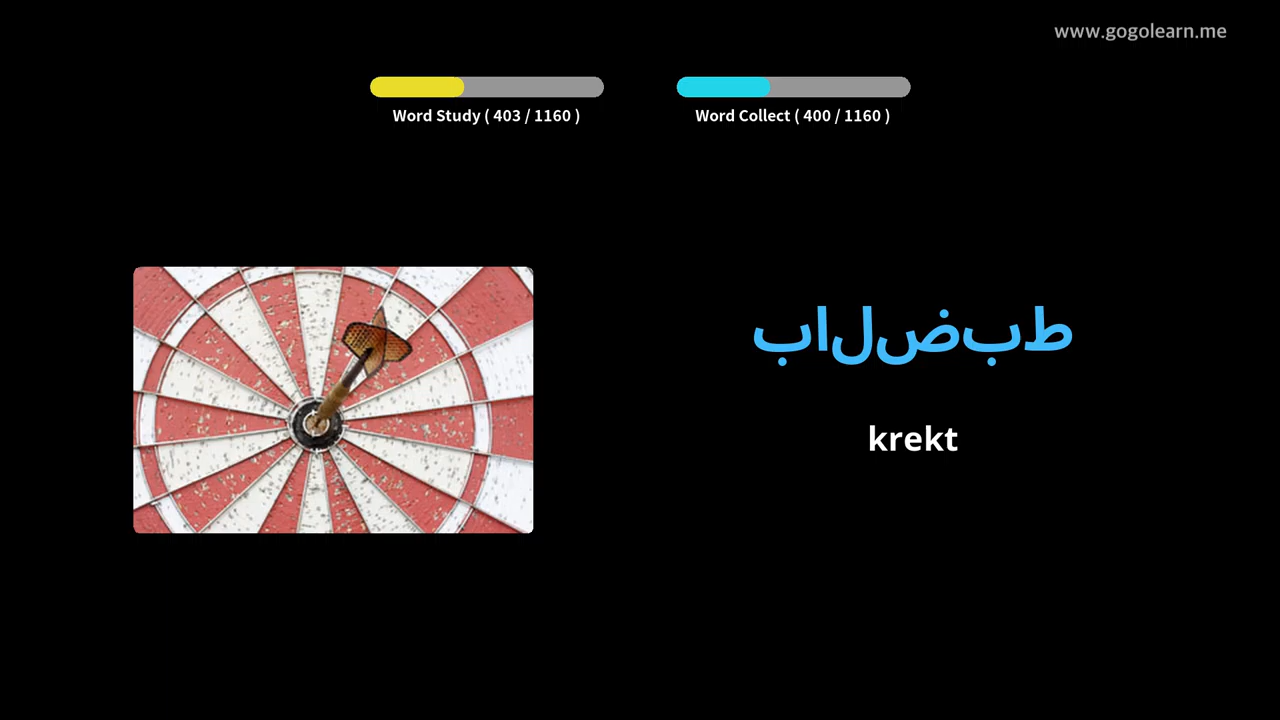 www.gogolearn.me
Word Study ( 403 / 1160 )
Word Collect ( 400 / 1160 )
بالضبط
krekt